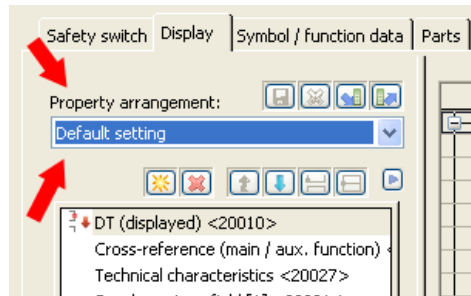 Safety switch Display Symbol / function data Parts
Property arrangement:
Default setting
DT (displayed) <20010>
Cross-reference (main / aux. function)
Technical characteristics <20027>